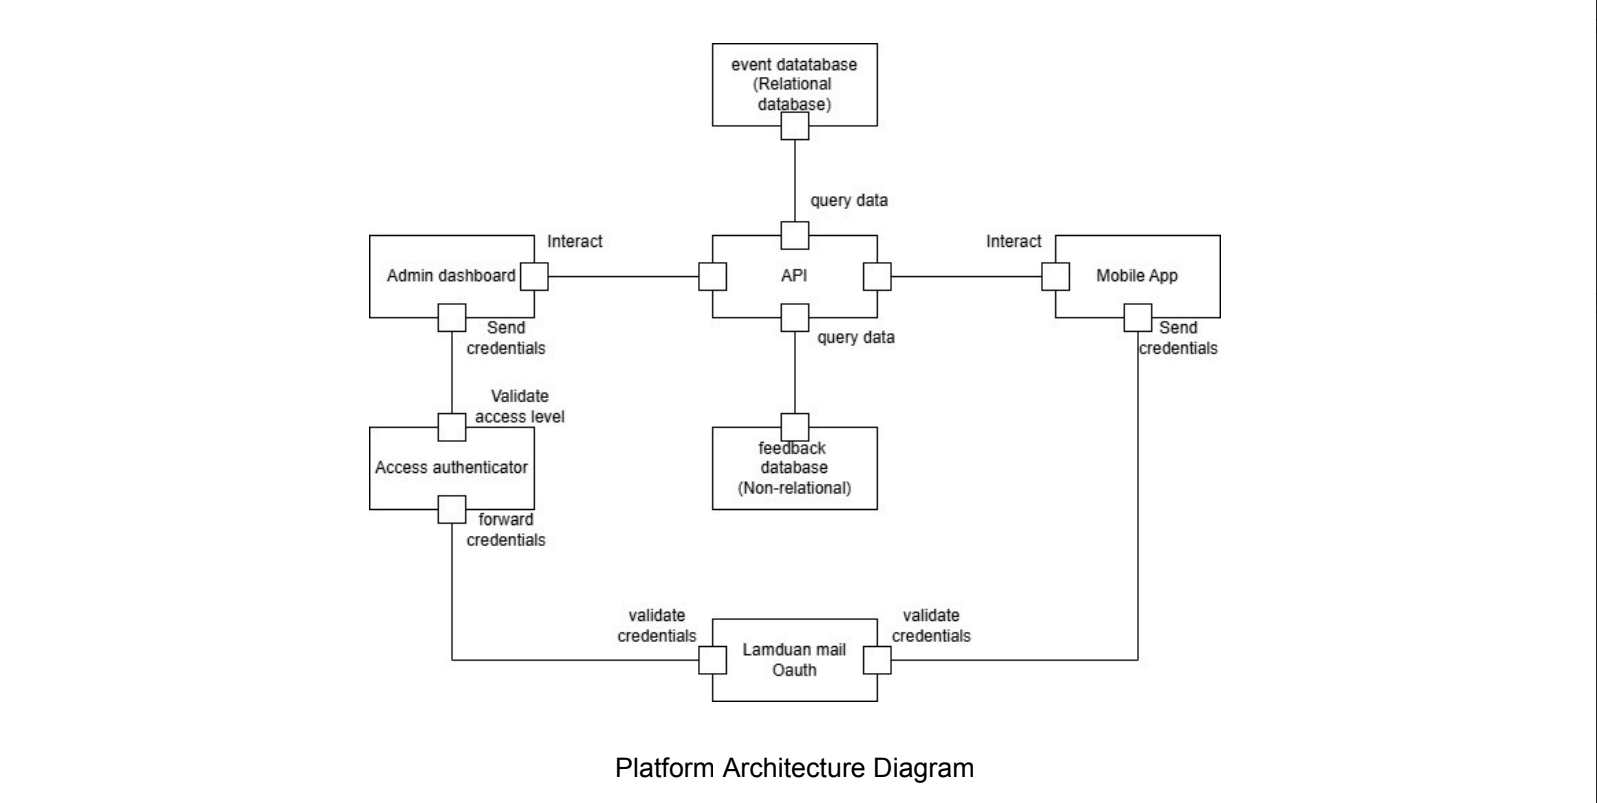 event datatabase
(Relational
database)
query data
Interact
Interact
Admin dashboard
API
Mobile App
Send
credentials
query data
Send
credentials
Validate
access level
Access authenticator
feedback
database
(Non-relational)
forward
credentials
validate
credentials
validate
credentials
Lamduan mail
Oauth
Platform Architecture Diagram